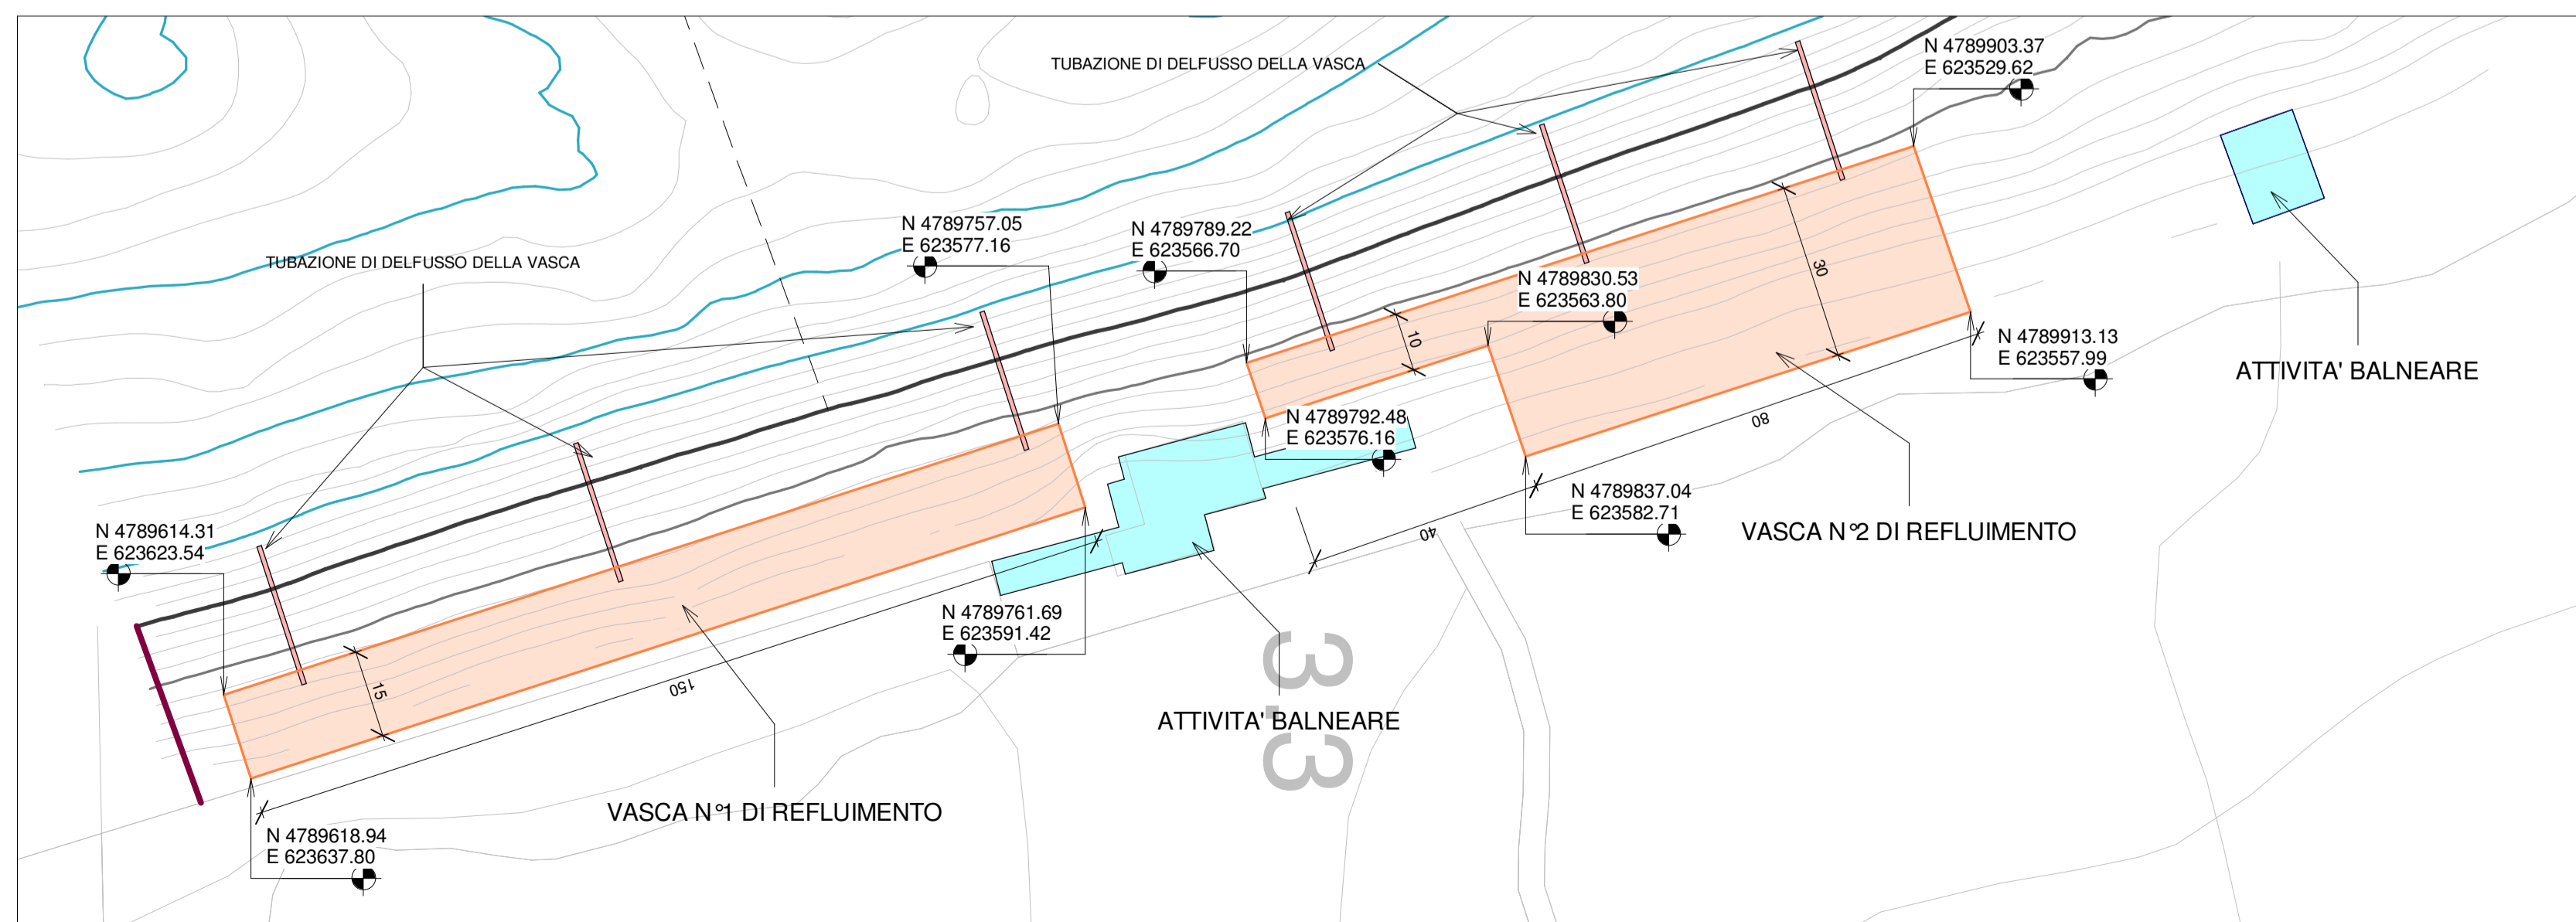 N 4789903.37
E 623529.62
TUBAZIONE DI DELFUSSO DELLA VASCA
N 4789757.05
E 623577.16
N 4789789.22
E 623566.70
TUBAZIONE DI DELFUSSO DELLA VASCA
30
N 4789830.53
E 623563.80
10
N 4789913.13
E 623557.99
ATTIVITA' BALNEARE
N 4789792.48
E 623576.16
80
N 4789837.04
E 623582.71
VASCA N°2 DI REFLUIMENTO
40
N 4789614.31
E 623623.54
N 4789761.69
E 623591.42
15
150
3.3
ATTIVITA' BALNEARE
VASCA N°1 DI REFLUIMENTO
N 4789618.94
E 623637.80